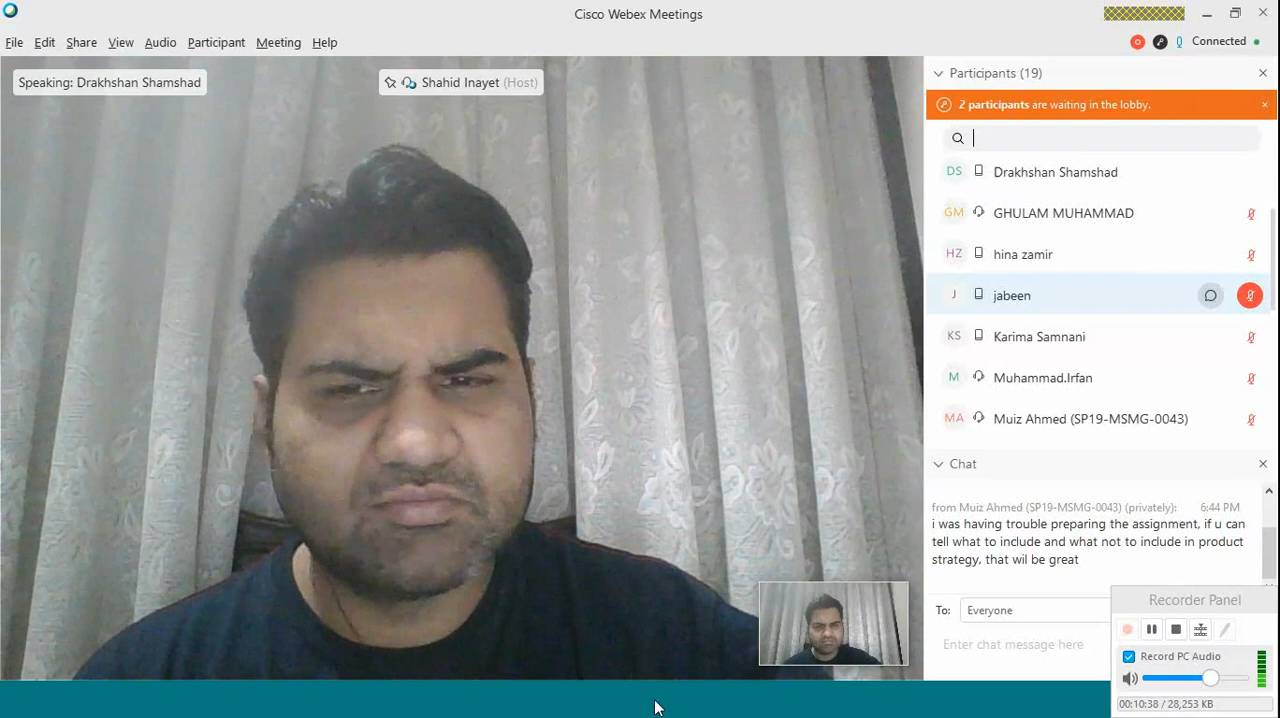 Cisco Webex Meetings
File Edit Share View Audio Participant Meeting Help
Connected
Speaking: Drakhshan Shamshad
Shahid Inayet (Host)
Participants (19)
2 participants are waiting in the lobby.
DS Drakhshan Shamshad
GM GHULAM MUHAMMAD
HZ hina zamir
J jabeen
KS Karima Samnani
M Muhammad.Irfan
MA Muiz Ahmed (SP19-MSMG-0043)
Chat
from Muiz Ahmed (SP19-MSMG-0043) (privately): 6:44 PM
i was having trouble preparing the assignment, if u can
tell what to include and what not to include in product
strategy, that wil be great
To: Everyone
Enter chat message here
Recorder Panel
Record PC Audio
00:10:38 / 28,253 KB